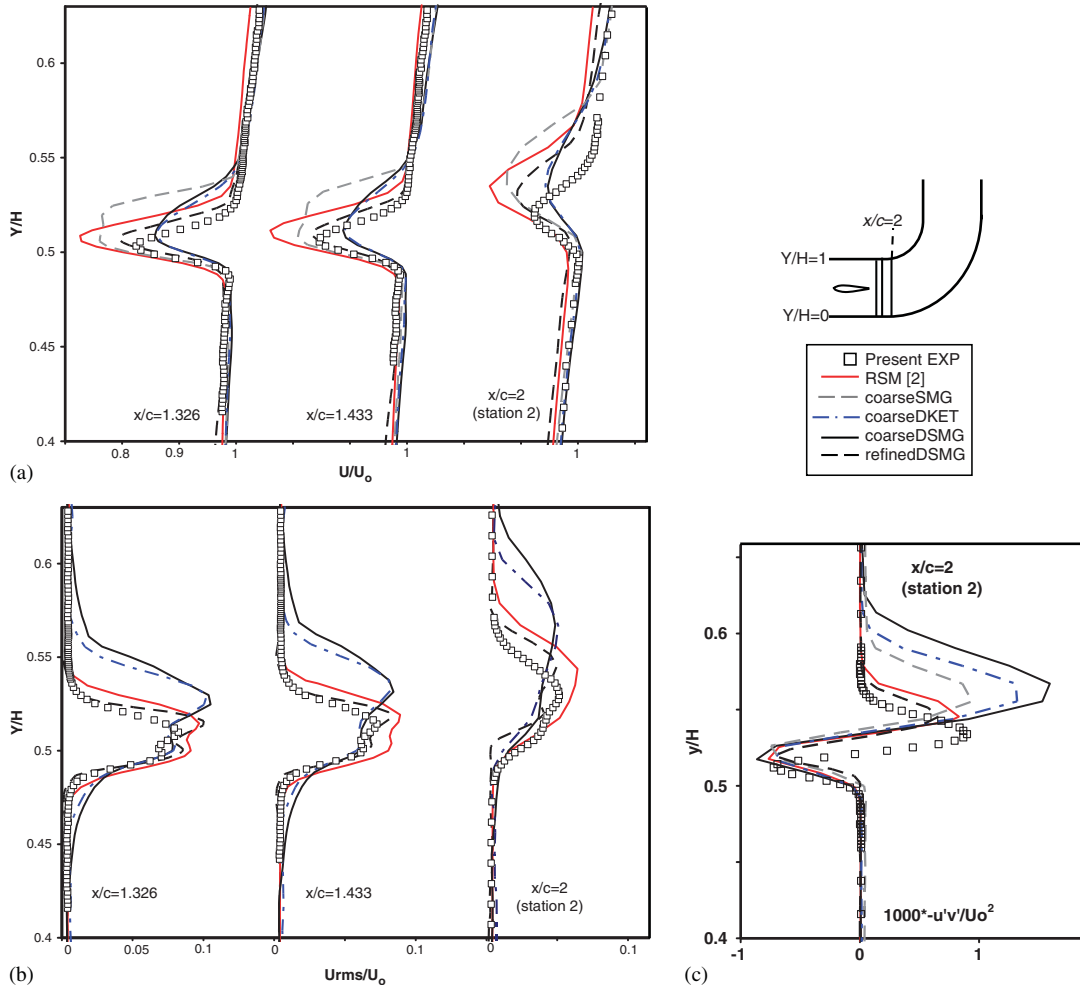 0.6
0.55
0.5
0.45
0.4
Y/H
x/c=1.326
x/c=1.433
x/c=2
(station 2)
0.8
0.9
1
1
1
U/Uo
(a)
x/c=2
Y/H=1
Y/H=0
Present EXP
RSM [2]
coarseSMG
coarseDKET
coarseDSMG
refinedDSMG
0.6
0.55
0.5
0.45
0.4
Y/H
x/c=1.326
x/c=1.433
x/c=2
(station 2)
0
0.05
0.1
0
0.05
0.1
0
0.1
Urms/Uo
(b)
x/c=2
(station 2)
0.6
0.5
0.4
y/H
1000*-u'v'/Uo²
-1
0
1
(c)